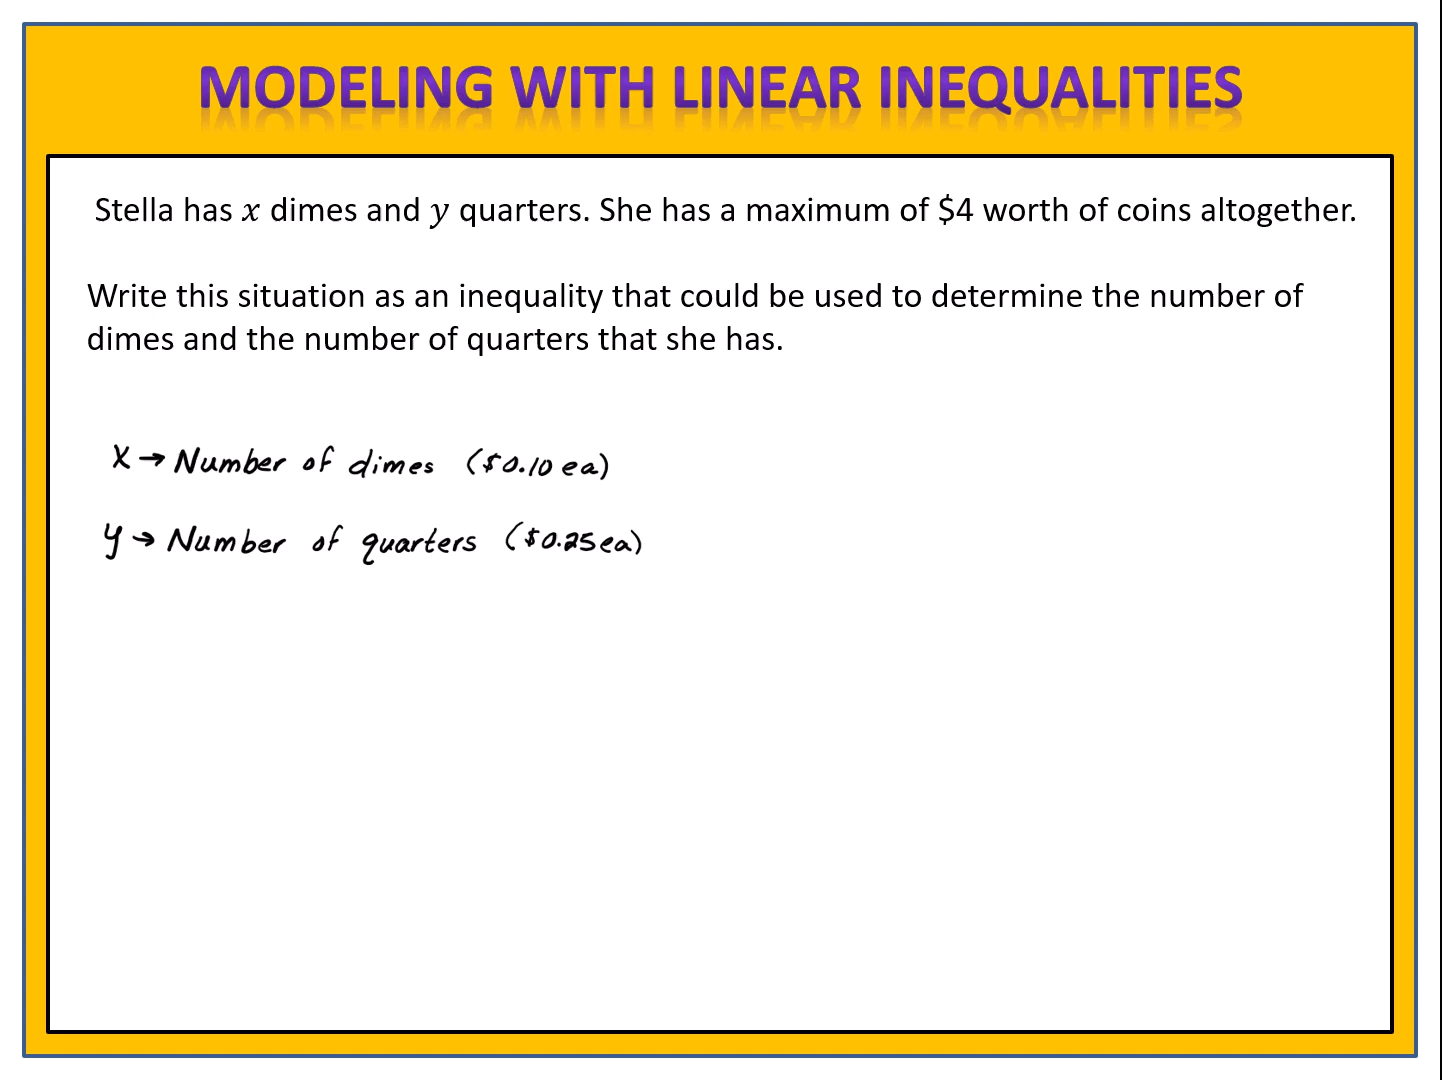 MODELING WITH LINEAR INEQUALITIES
Stella has x dimes and y quarters. She has a maximum of $4 worth of coins altogether.
Write this situation as an inequality that could be used to determine the number of
dimes and the number of quarters that she has.
x → Number of dimes ($0.10 ea)
y → Number of quarters ($0.25 ea)